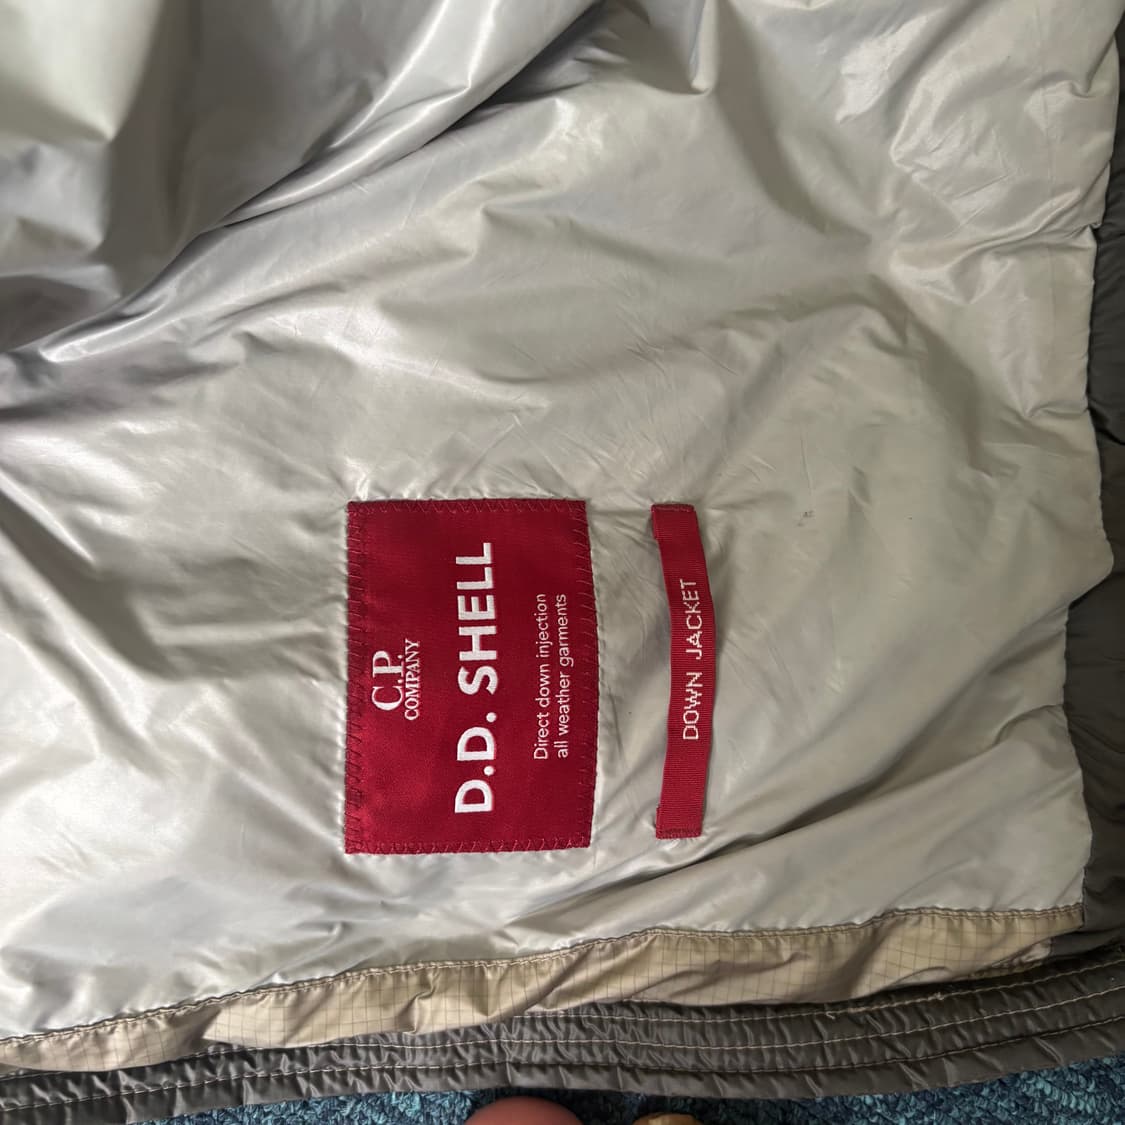 C.P.
COMPANY
D.D. SHELL
Direct down injection
all weather garments
DOWN JACKET